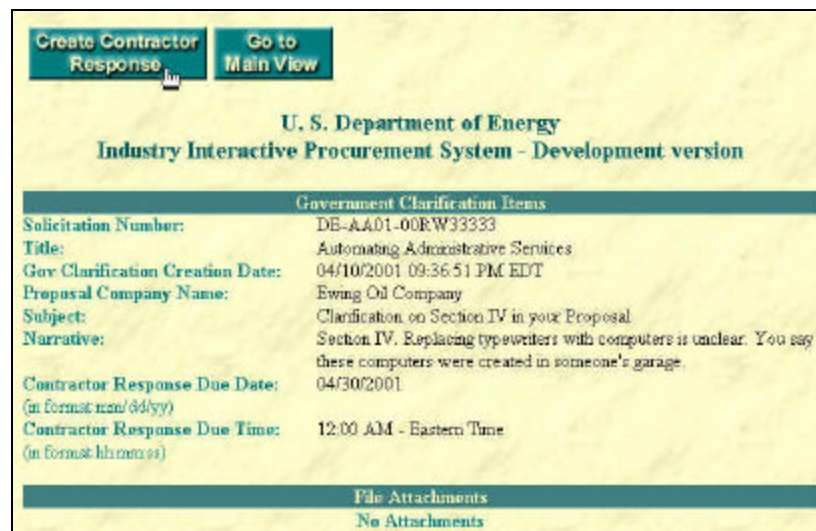 Create Contractor
Response
Go to
Main View
U. S. Department of Energy
Industry Interactive Procurement System - Development version
Government Clarification Items
Solicitation Number: DE-AA01-00RW33333
Title: Automating Administrative Services
Gov Clarification Creation Date: 04/10/2001 09:36:51 PM EDT
Proposal Company Name: Ewing Oil Company
Subject: Clarification on Section IV in your Proposal
Narrative: Section IV. Replacing typewriters with computers is unclear. You say
these computers were created in someone's garage.
Contractor Response Due Date: 04/30/2001
(in format mm/dd/yy)
Contractor Response Due Time: 12:00 AM - Eastern Time
(in format hh:mm:ss)
File Attachments
No Attachments